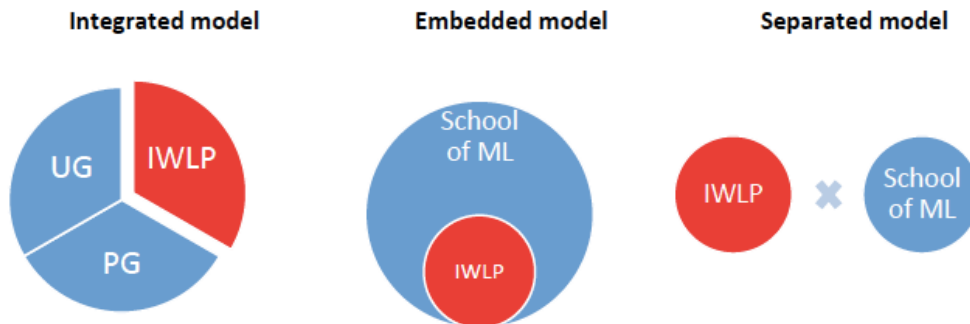 Integrated model
Embedded model
Separated model
UG
IWLP
PG
School
of ML
IWLP
IWLP
School
of ML